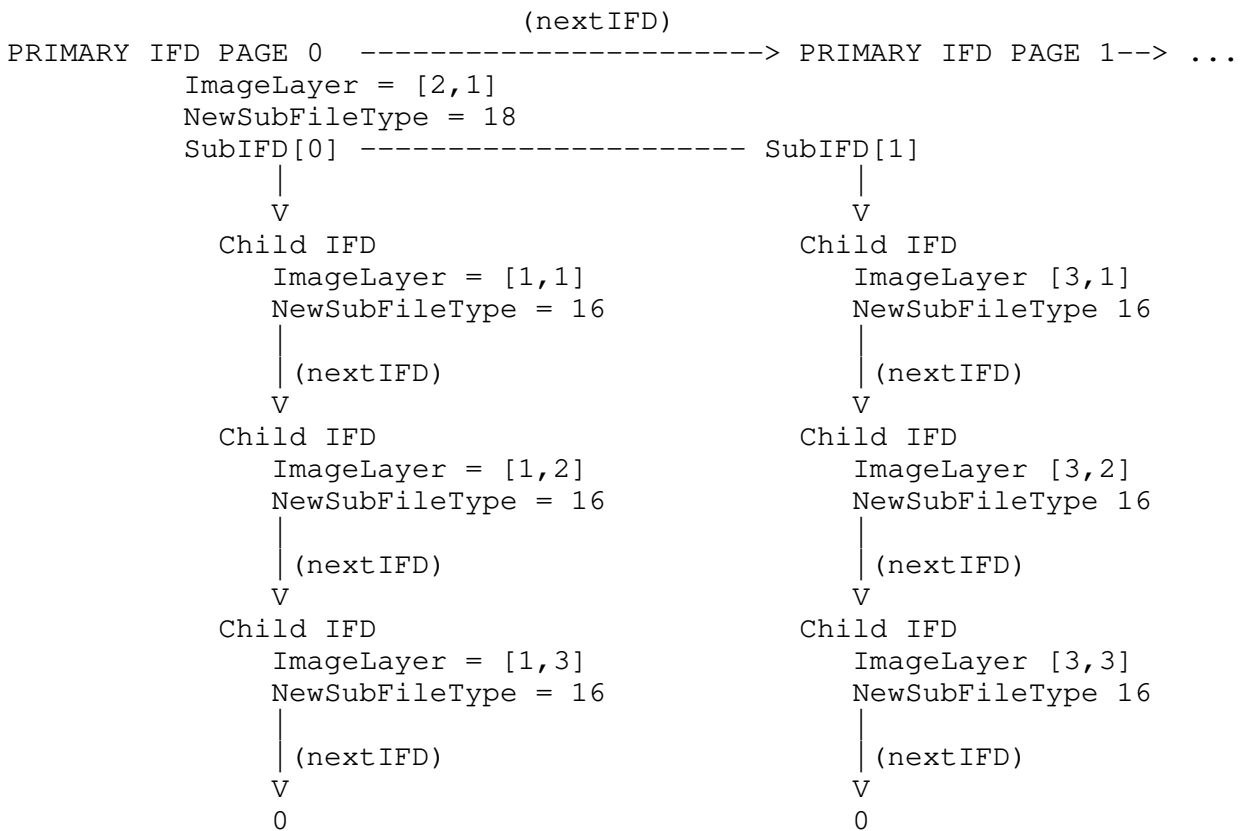 (nextIFD)
PRIMARY IFD PAGE 0 -----------------------> PRIMARY IFD PAGE 1--> ...
ImageLayer = [2,1]
NewSubFileType = 18
SubIFD[0] ---------------------- SubIFD[1]
| |
V V
Child IFD Child IFD
ImageLayer = [1,1] ImageLayer [3,1]
NewSubFileType = 16 NewSubFileType 16
| |
|(nextIFD) |(nextIFD)
V V
Child IFD Child IFD
ImageLayer = [1,2] ImageLayer [3,2]
NewSubFileType = 16 NewSubFileType 16
| |
|(nextIFD) |(nextIFD)
V V
Child IFD Child IFD
ImageLayer = [1,3] ImageLayer [3,3]
NewSubFileType = 16 NewSubFileType 16
| |
|(nextIFD) |(nextIFD)
V V
0 0